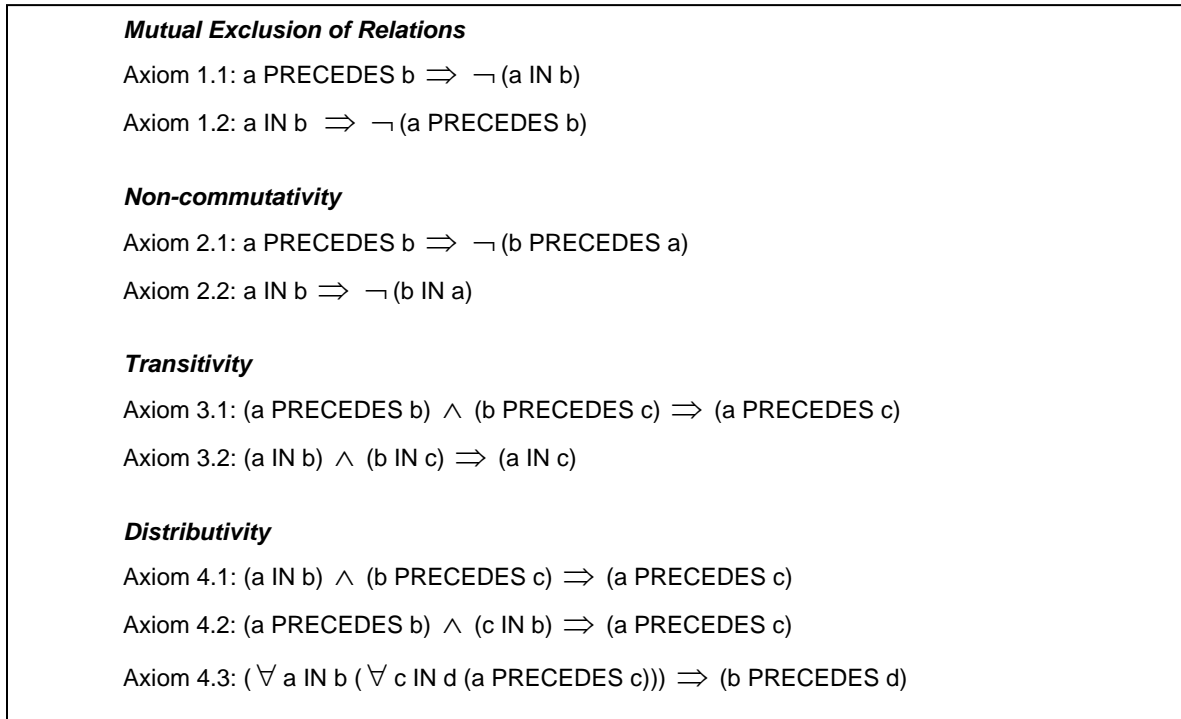 Mutual Exclusion of Relations
Axiom 1.1: a PRECEDES b ⟹ ¬ (a IN b)
Axiom 1.2: a IN b ⟹ ¬ (a PRECEDES b)
Non-commutativity
Axiom 2.1: a PRECEDES b ⟹ ¬ (b PRECEDES a)
Axiom 2.2: a IN b ⟹ ¬ (b IN a)
Transitivity
Axiom 3.1: (a PRECEDES b) ∧ (b PRECEDES c) ⟹ (a PRECEDES c)
Axiom 3.2: (a IN b) ∧ (b IN c) ⟹ (a IN c)
Distributivity
Axiom 4.1: (a IN b) ∧ (b PRECEDES c) ⟹ (a PRECEDES c)
Axiom 4.2: (a PRECEDES b) ∧ (c IN b) ⟹ (a PRECEDES c)
Axiom 4.3: (∀ a IN b (∀ c IN d (a PRECEDES c))) ⟹ (b PRECEDES d)